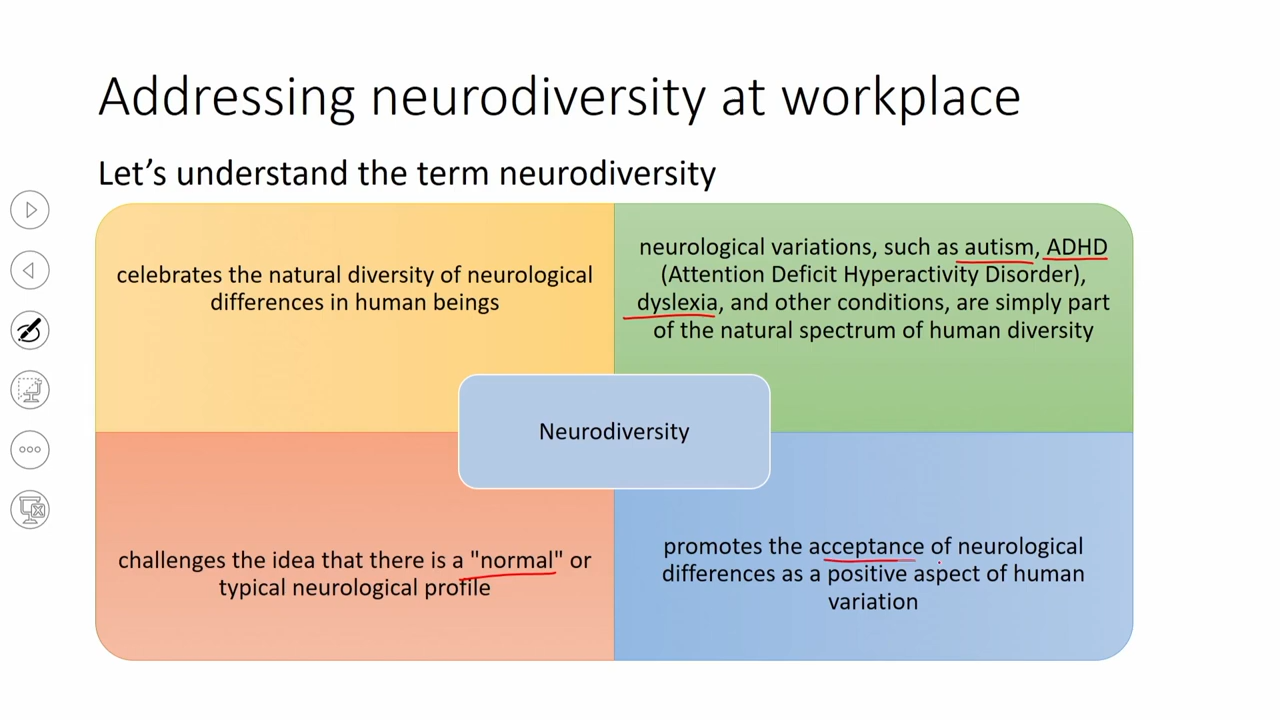 Addressing neurodiversity at workplace
Let’s understand the term neurodiversity
celebrates the natural diversity of neurological
differences in human beings
neurological variations, such as autism, ADHD
(Attention Deficit Hyperactivity Disorder),
dyslexia, and other conditions, are simply part
of the natural spectrum of human diversity
Neurodiversity
challenges the idea that there is a "normal" or
typical neurological profile
promotes the acceptance of neurological
differences as a positive aspect of human
variation